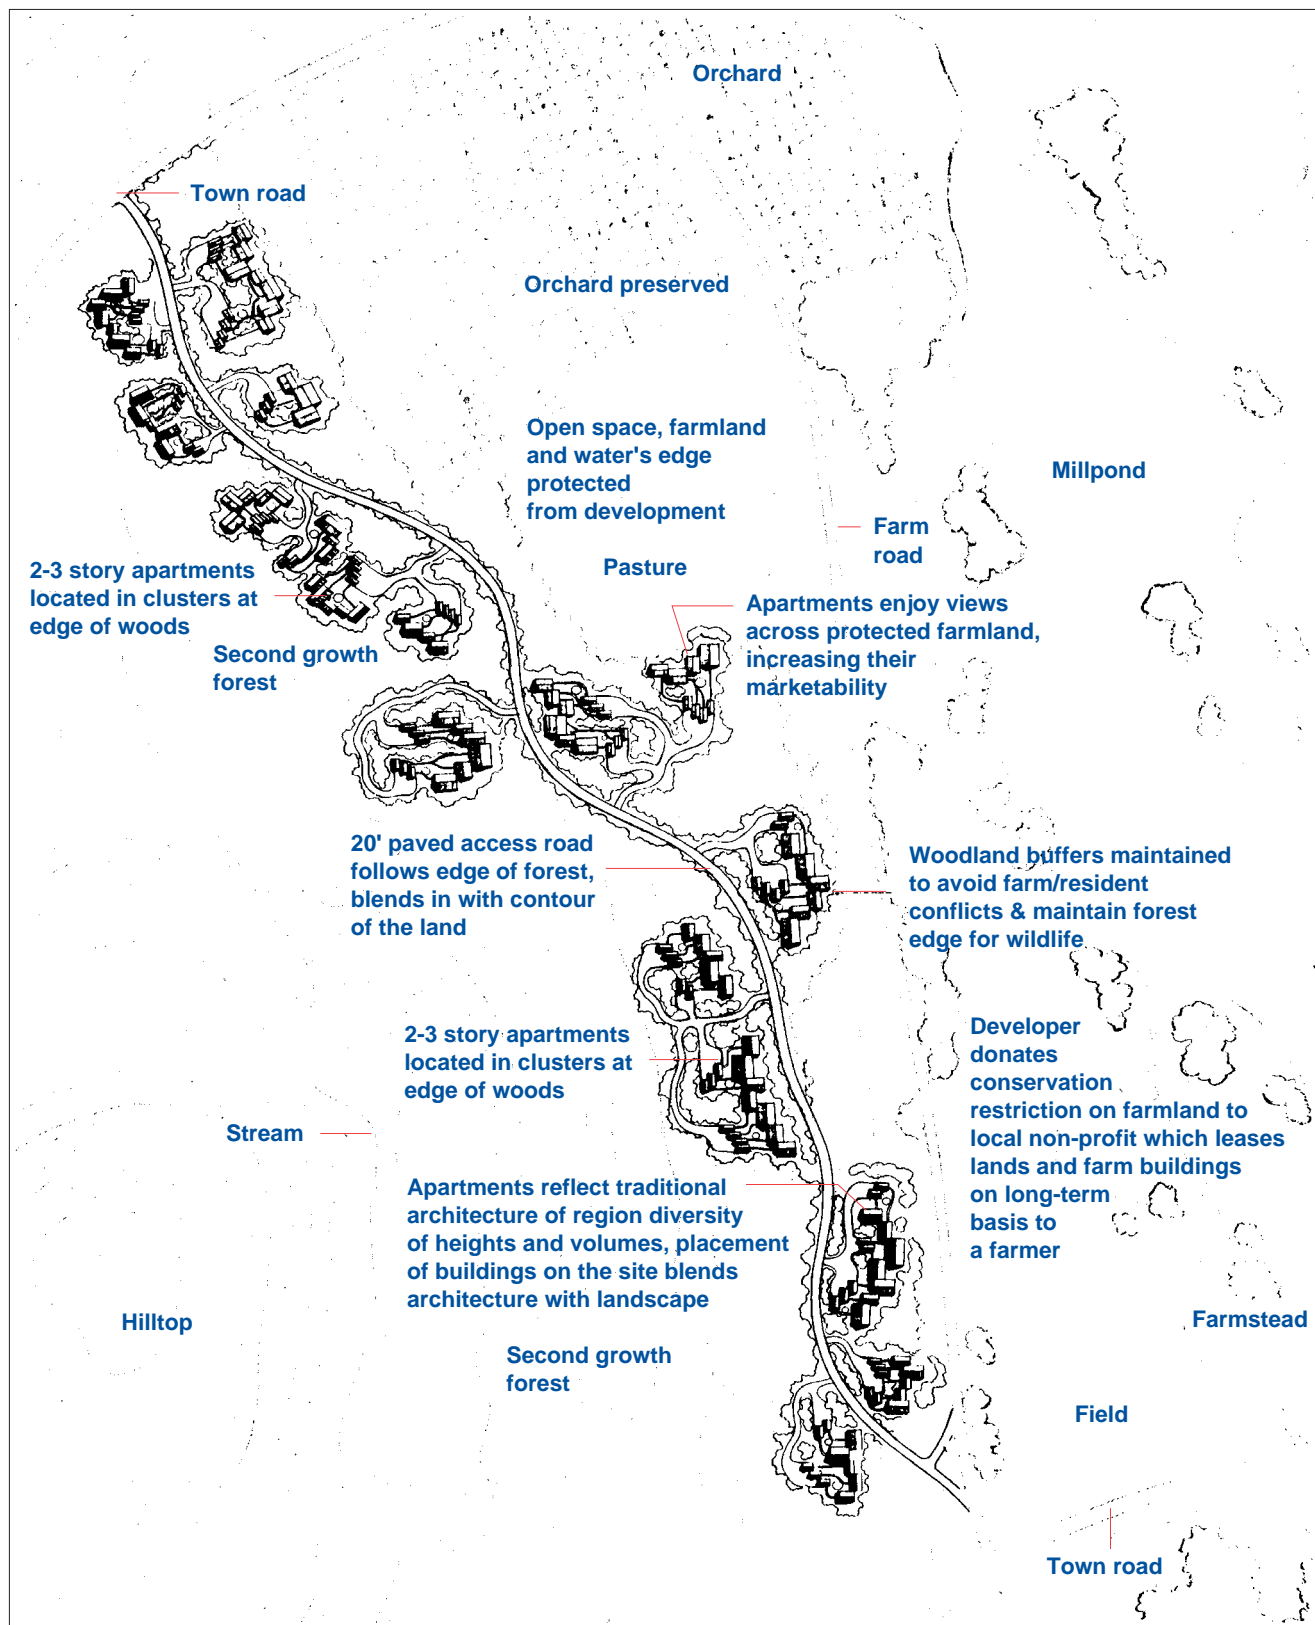 Orchard
Town road
Orchard preserved
Open space, farmland
and water's edge
protected
from development
Millpond
Farm
road
Pasture
2-3 story apartments
located in clusters at
edge of woods
Apartments enjoy views
across protected farmland,
increasing their
marketability
Second growth
forest
20' paved access road
follows edge of forest,
blends in with contour
of the land
Woodland buffers maintained
to avoid farm/resident
conflicts & maintain forest
edge for wildlife
2-3 story apartments
located in clusters at
edge of woods
Developer
donates
conservation
restriction on farmland to
local non-profit which leases
lands and farm buildings
on long-term
basis to
a farmer
Stream
Apartments reflect traditional
architecture of region diversity
of heights and volumes, placement
of buildings on the site blends
architecture with landscape
Hilltop
Farmstead
Second growth
forest
Field
Town road